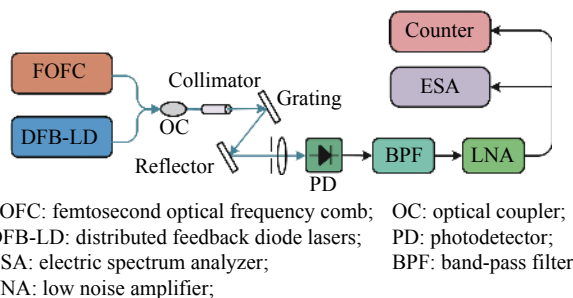 Counter
FOFC
Collimator
Grating
ESA
OC
DFB-LD
Reflector
PD
BPF
LNA
OFC: femtosecond optical frequency comb; OC: optical coupler;
FB-LD: distributed feedback diode lasers; PD: photodetector;
SA: electric spectrum analyzer; BPF: band-pass filter
NA: low noise amplifier;